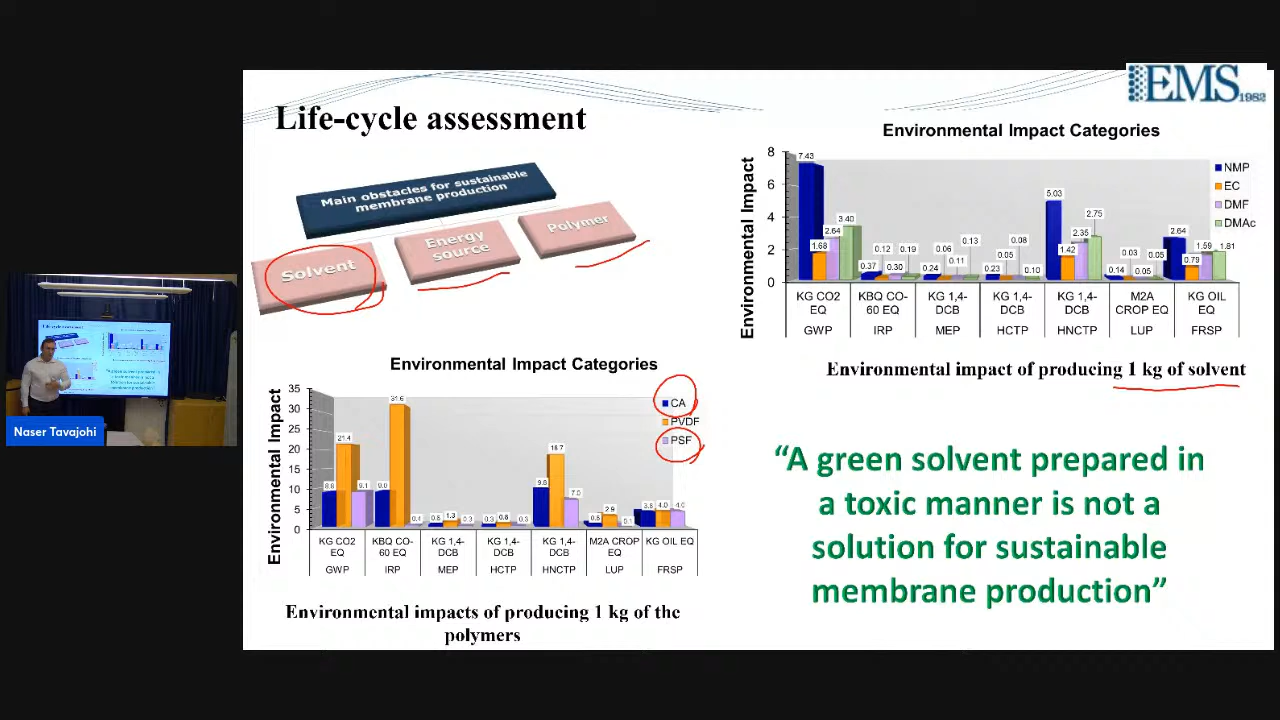 EMS 1982
Life-cycle assessment
Main obstacles for sustainable
membrane production
Solvent
Energy
source
Polymer
Environmental Impact Categories
Environmental Impact
8
6
4
2
0
7.43
1.68
2.64
3.40
0.37
0.12
0.30
0.19
0.24
0.06
0.11
0.13
0.23
0.05
0.08
0.10
5.03
1.42
2.35
2.75
0.14
0.03
0.05
0.05
2.64
0.79
1.59
1.81
NMP
EC
DMF
DMAc
KG CO2 EQ
KBQ CO-60 EQ
KG 1,4-DCB
KG 1,4-DCB
KG 1,4-DCB
M2A CROP EQ
KG OIL EQ
GWP
IRP
MEP
HCTP
HNCTP
LUP
FRSP
Environmental impact of producing 1 kg of solvent
Naser Tavajohi
Environmental Impact Categories
Environmental Impact
35
30
25
20
15
10
5
0
21.4
9.1
9.0
31.6
0.4
1.3
0.3
0.3
0.3
7.0
2.9
0.1
4.0
4.0
CA
PVDF
PSF
KG CO2 EQ
KBQ CO-60 EQ
KG 1,4-DCB
KG 1,4-DCB
KG 1,4-DCB
M2A CROP EQ
KG OIL EQ
GWP
IRP
MEP
HCTP
HNCTP
LUP
FRSP
Environmental impacts of producing 1 kg of the
polymers
“A green solvent prepared in
a toxic manner is not a
solution for sustainable
membrane production”